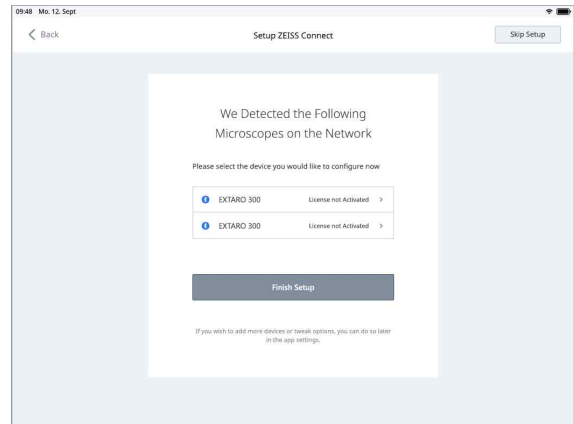 09:48 Mo. 12. Sept
Back
Setup ZEISS Connect
Skip Setup
We Detected the Following
Microscopes on the Network
Please select the device you would like to configure now
EXTARO 300 License not Activated
EXTARO 300 License not Activated
Finish Setup
If you wish to add more devices or tweak options, you can do so later
in the app settings.